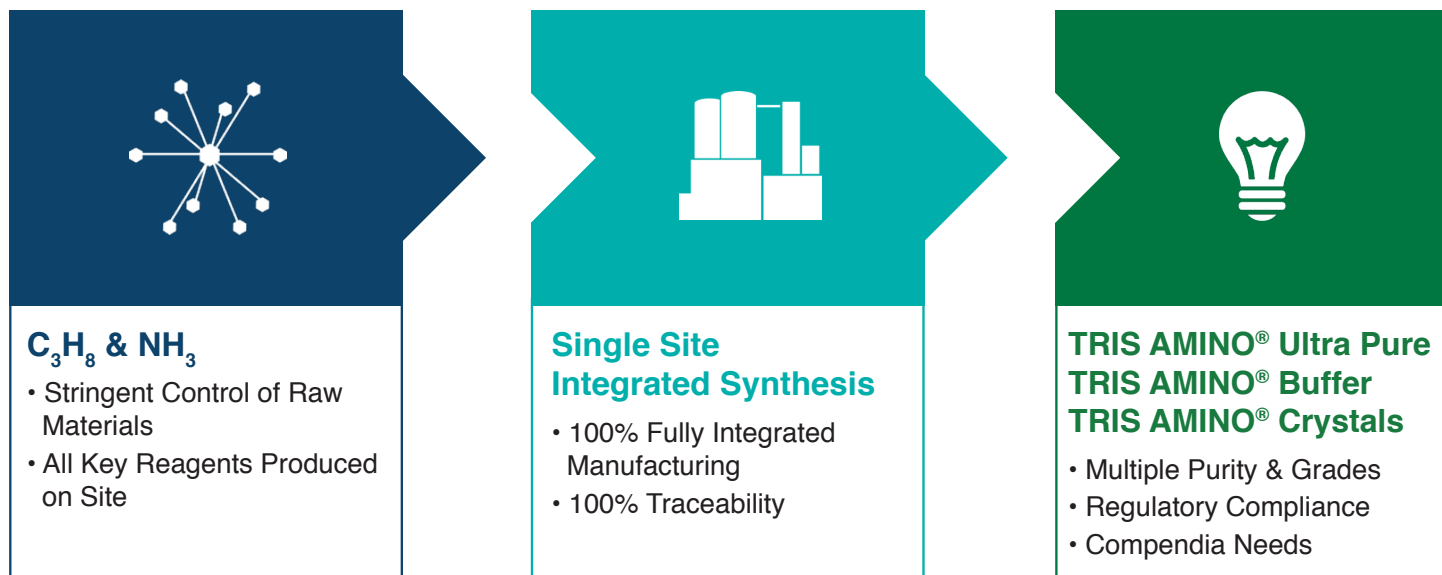 C₃H₈ & NH₃
• Stringent Control of Raw
Materials
• All Key Reagents Produced
on Site
Single Site
Integrated Synthesis
• 100% Fully Integrated
Manufacturing
• 100% Traceability
TRIS AMINO® Ultra Pure
TRIS AMINO® Buffer
TRIS AMINO® Crystals
• Multiple Purity & Grades
• Regulatory Compliance
• Compendia Needs